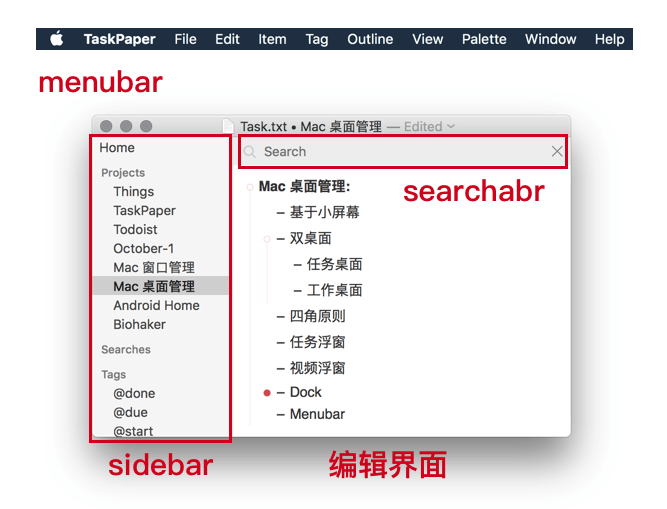 TaskPaper File Edit Item Tag Outline View Palette Window Help
menubar
Task.txt • Mac 桌面管理 — Edited
Home
Projects
Things
TaskPaper
Todoist
October-1
Mac 窗口管理
Mac 桌面管理
Android Home
Biohaker
Searches
Tags
@done
@due
@start
Search
searchabr
Mac 桌面管理:
– 基于小屏幕
– 双桌面
– 任务桌面
– 工作桌面
– 四角原则
– 任务浮窗
– 视频浮窗
– Dock
– Menubar
sidebar
编辑界面